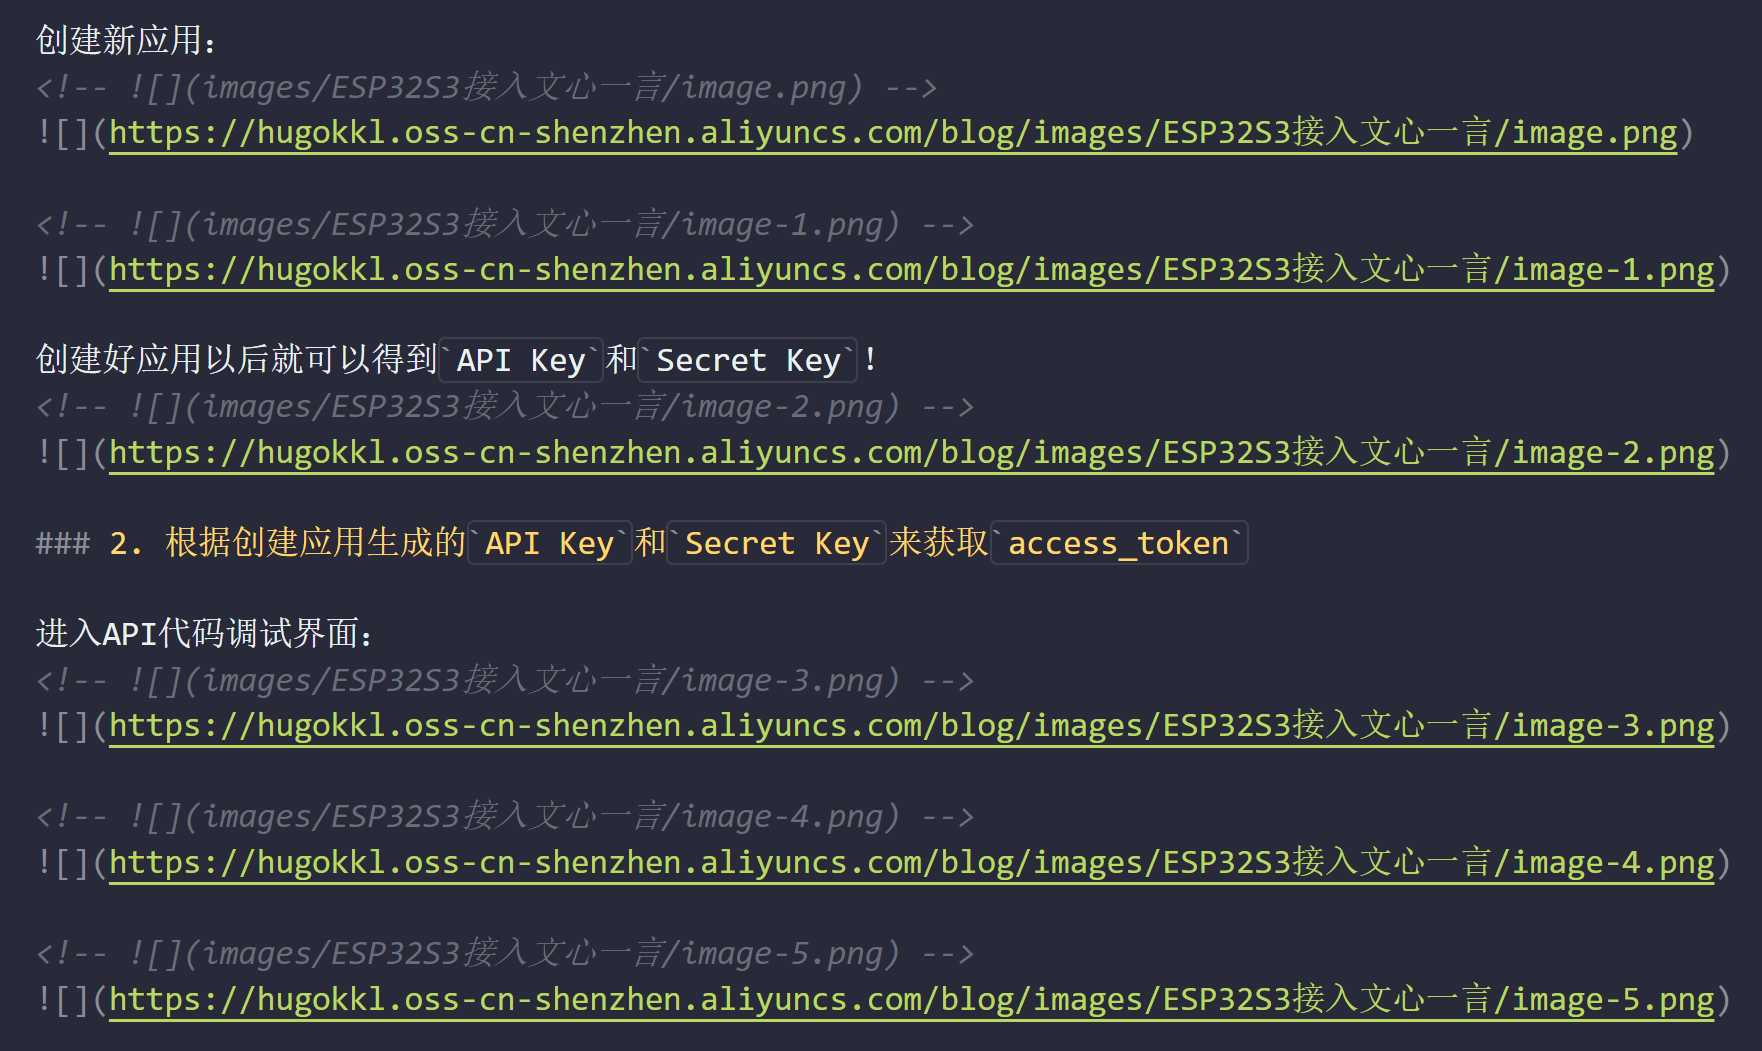 创建新应用：
<!-- ![](images/ESP32S3接入文心一言/image.png) -->
![](https://hugokkl.oss-cn-shenzhen.aliyuncs.com/blog/images/ESP32S3接入文心一言/image.png)
<!-- ![](images/ESP32S3接入文心一言/image-1.png) -->
![](https://hugokkl.oss-cn-shenzhen.aliyuncs.com/blog/images/ESP32S3接入文心一言/image-1.png)
创建好应用以后就可以得到`API Key`和`Secret Key`！
<!-- ![](images/ESP32S3接入文心一言/image-2.png) -->
![](https://hugokkl.oss-cn-shenzhen.aliyuncs.com/blog/images/ESP32S3接入文心一言/image-2.png)
### 2. 根据创建应用生成的`API Key`和`Secret Key`来获取`access_token`
进入API代码调试界面：
<!-- ![](images/ESP32S3接入文心一言/image-3.png) -->
![](https://hugokkl.oss-cn-shenzhen.aliyuncs.com/blog/images/ESP32S3接入文心一言/image-3.png)
<!-- ![](images/ESP32S3接入文心一言/image-4.png) -->
![](https://hugokkl.oss-cn-shenzhen.aliyuncs.com/blog/images/ESP32S3接入文心一言/image-4.png)
<!-- ![](images/ESP32S3接入文心一言/image-5.png) -->
![](https://hugokkl.oss-cn-shenzhen.aliyuncs.com/blog/images/ESP32S3接入文心一言/image-5.png)